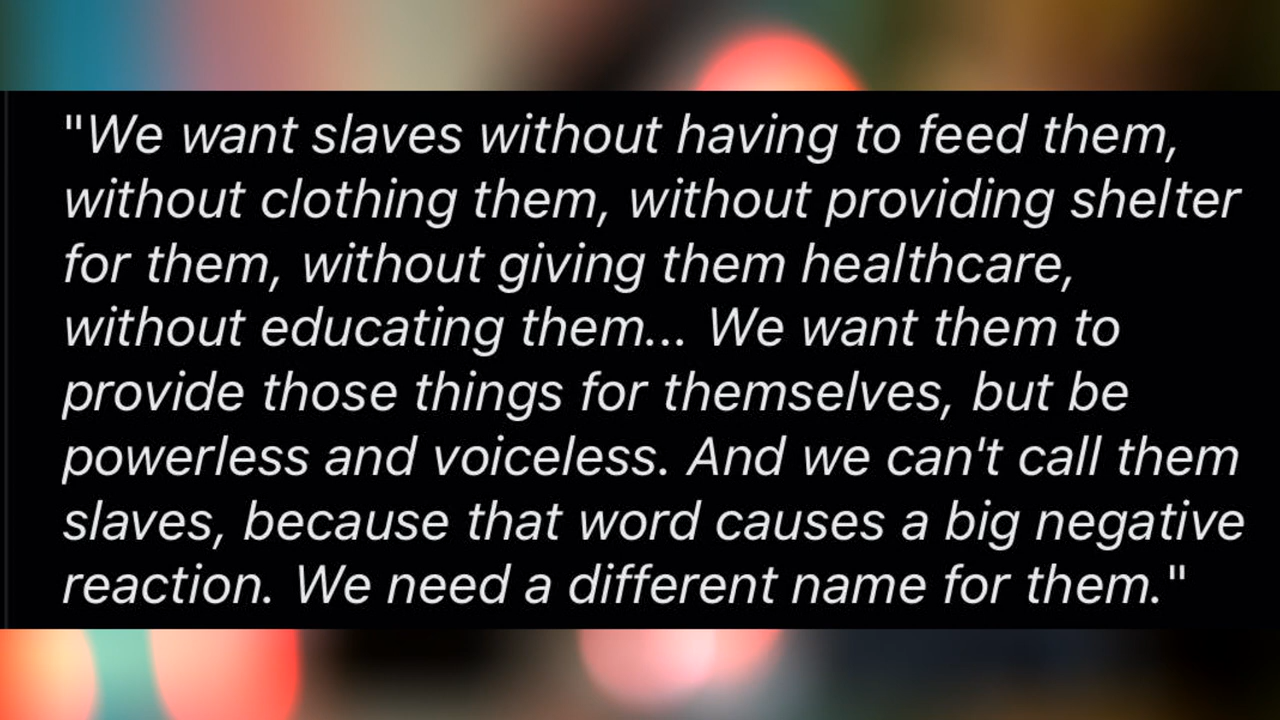 "We want slaves without having to feed them,
without clothing them, without providing shelter
for them, without giving them healthcare,
without educating them... We want them to
provide those things for themselves, but be
powerless and voiceless. And we can't call them
slaves, because that word causes a big negative
reaction. We need a different name for them."